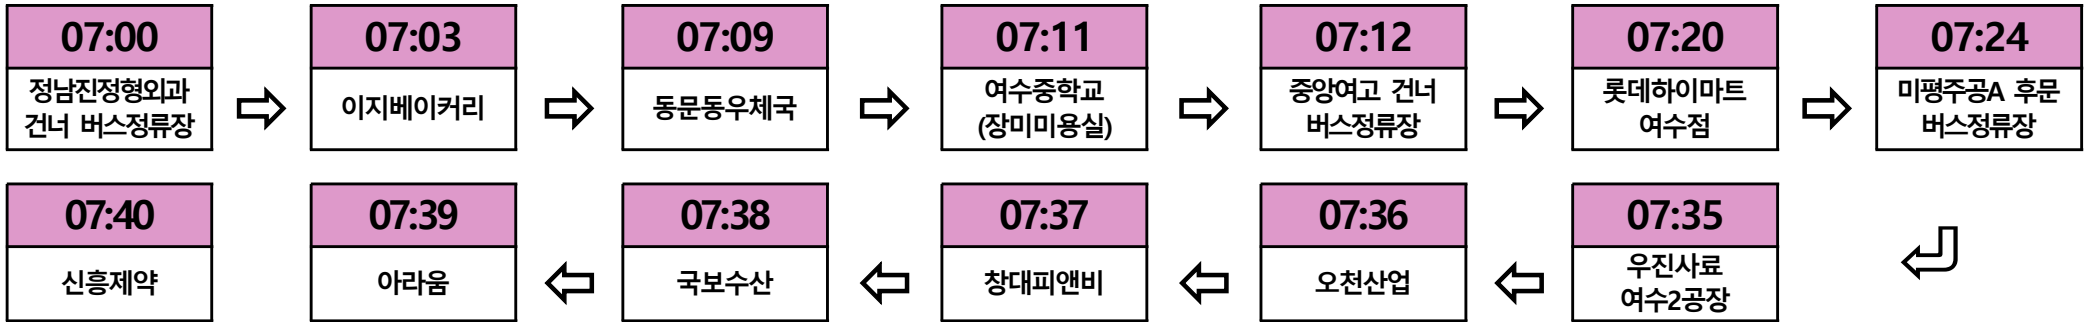 07:00
정남진정형외과
건너 버스정류장
07:03
이지베이커리
07:09
동문동우체국
07:11
여수중학교
(장미미용실)
07:12
중앙여고 건너
버스정류장
07:20
롯데하이마트
여수점
07:24
미평주공A 후문
버스정류장
07:35
우진사료
여수2공장
07:36
오천산업
07:37
창대피앤비
07:38
국보수산
07:39
아라움
07:40
신흥제약